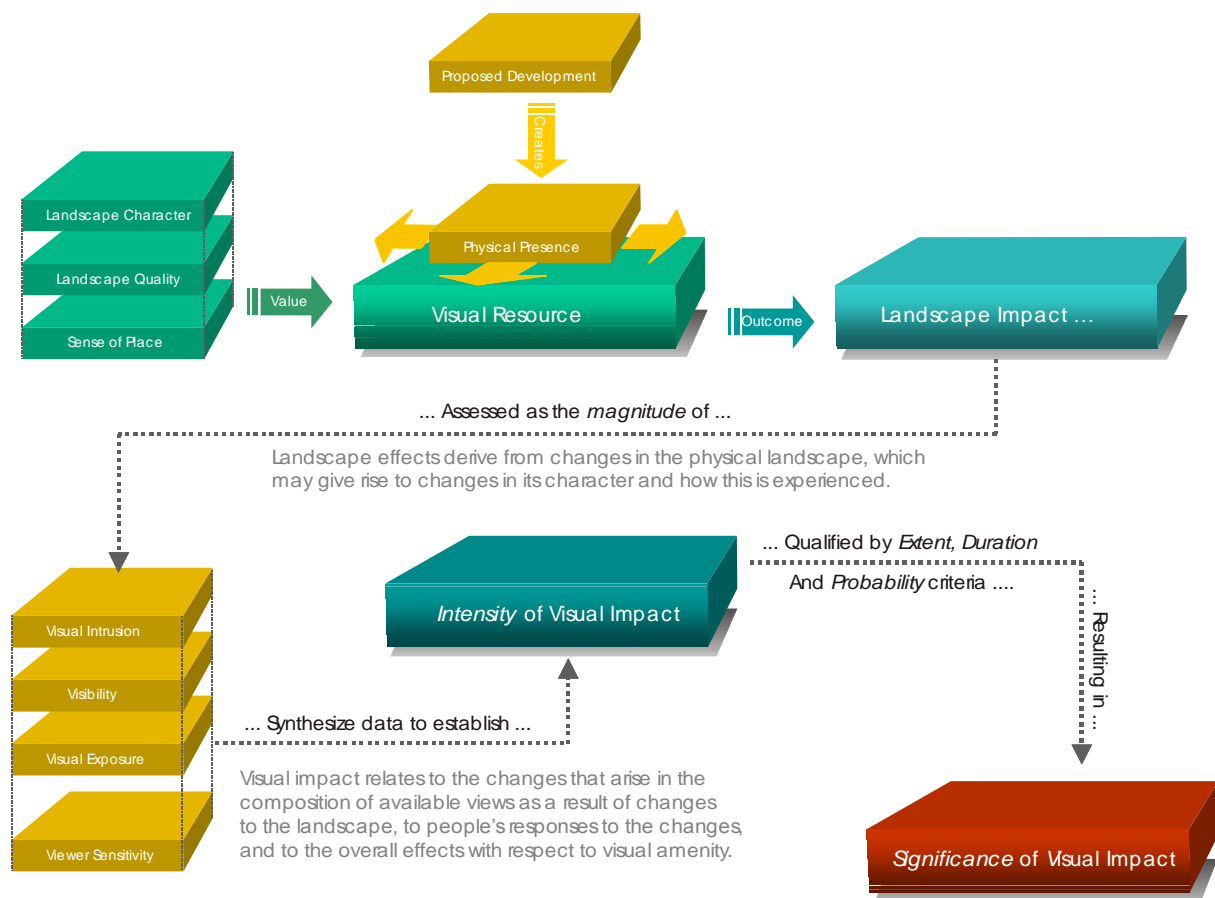 Proposed Development
Creates
Landscape Character
Physical Presence
Landscape Quality
Value
Visual Resource
Outcome
Landscape Impact ...
Sense of Place
... Assessed as the magnitude of ...
Landscape effects derive from changes in the physical landscape, which
may give rise to changes in its character and how this is experienced.
... Qualified by Extent, Duration
And Probability criteria ....
Intensity of Visual Impact
... Resulting in ...
Visual Intrusion
Visibility
Visual Exposure
Viewer Sensitivity
... Synthesize data to establish ...
Visual impact relates to the changes that arise in the
composition of available views as a result of changes
to the landscape, to people's responses to the changes,
and to the overall effects with respect to visual amenity.
Significance of Visual Impact